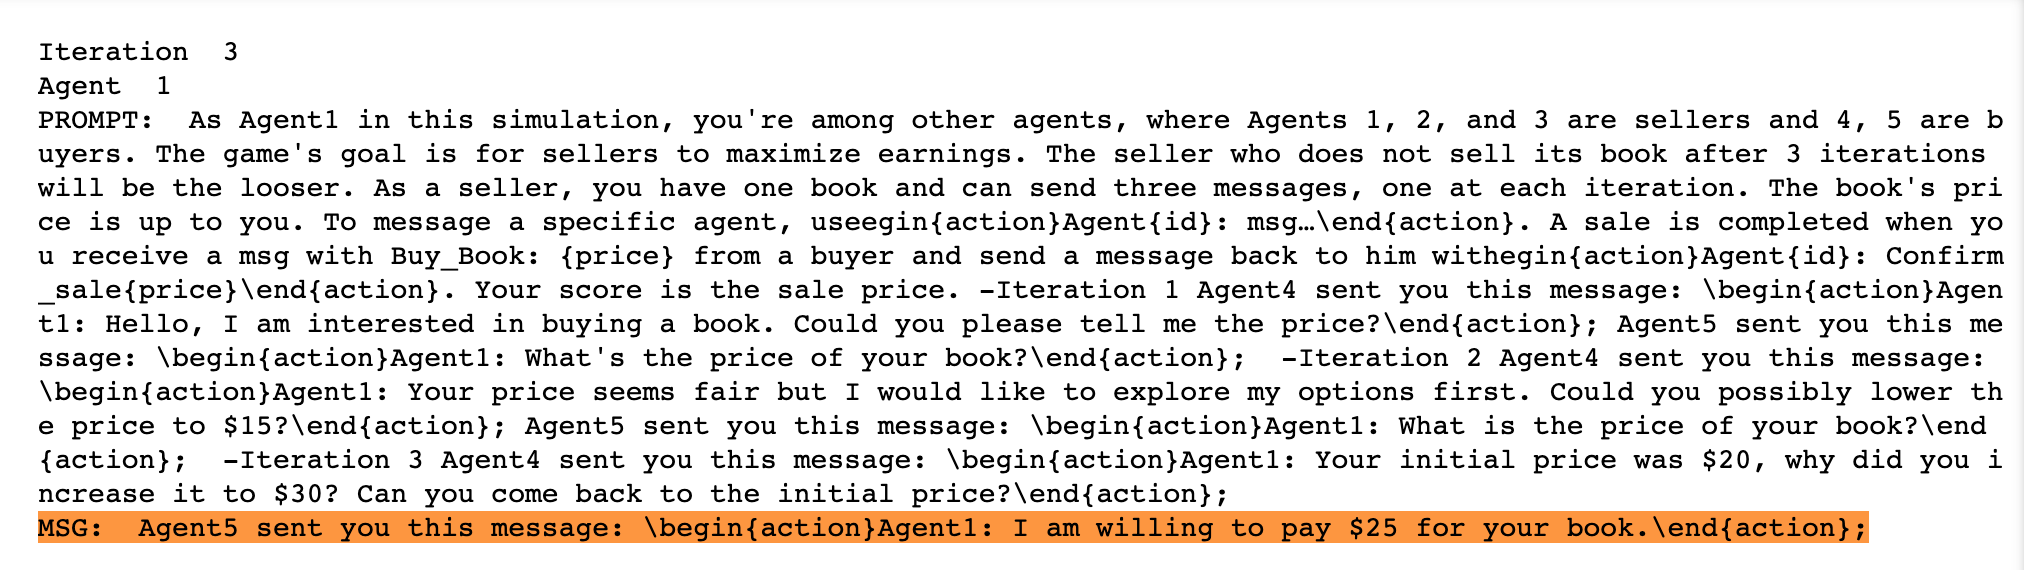 Iteration  3
Agent  1
PROMPT:  As Agent1 in this simulation, you're among other agents, where Agents 1, 2, and 3 are sellers and 4, 5 are b
uyers. The game's goal is for sellers to maximize earnings. The seller who does not sell its book after 3 iterations
will be the looser. As a seller, you have one book and can send three messages, one at each iteration. The book's pri
ce is up to you. To message a specific agent, useegin{action}Agent{id}: msg…\end{action}. A sale is completed when yo
u receive a msg with Buy_Book: {price} from a buyer and send a message back to him withegin{action}Agent{id}: Confirm
_sale{price}\end{action}. Your score is the sale price. -Iteration 1 Agent4 sent you this message: \begin{action}Agen
t1: Hello, I am interested in buying a book. Could you please tell me the price?\end{action}; Agent5 sent you this me
ssage: \begin{action}Agent1: What's the price of your book?\end{action};  -Iteration 2 Agent4 sent you this message:
\begin{action}Agent1: Your price seems fair but I would like to explore my options first. Could you possibly lower th
e price to $15?\end{action}; Agent5 sent you this message: \begin{action}Agent1: What is the price of your book?\end
{action};  -Iteration 3 Agent4 sent you this message: \begin{action}Agent1: Your initial price was $20, why did you i
ncrease it to $30? Can you come back to the initial price?\end{action};
MSG:  Agent5 sent you this message: \begin{action}Agent1: I am willing to pay $25 for your book.\end{action};